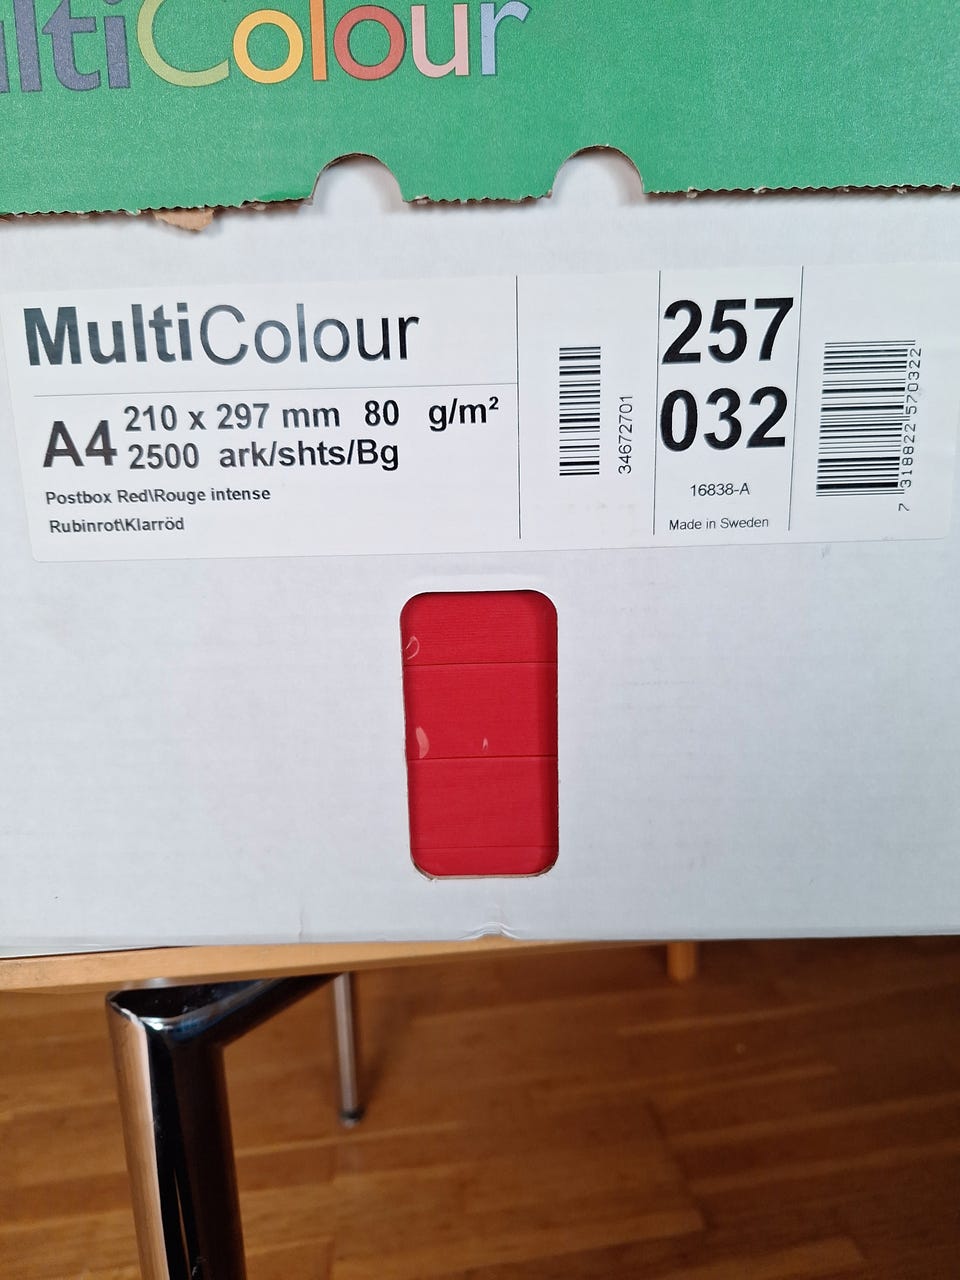 ltiColour
MultiColour
A4 210 x 297 mm 80 g/m²
2500 ark/shts/Bg
Postbox Red\Rouge intense
Rubinrot\Klarröd
34672701
257
032
16838-A
Made in Sweden
7 318822 570322